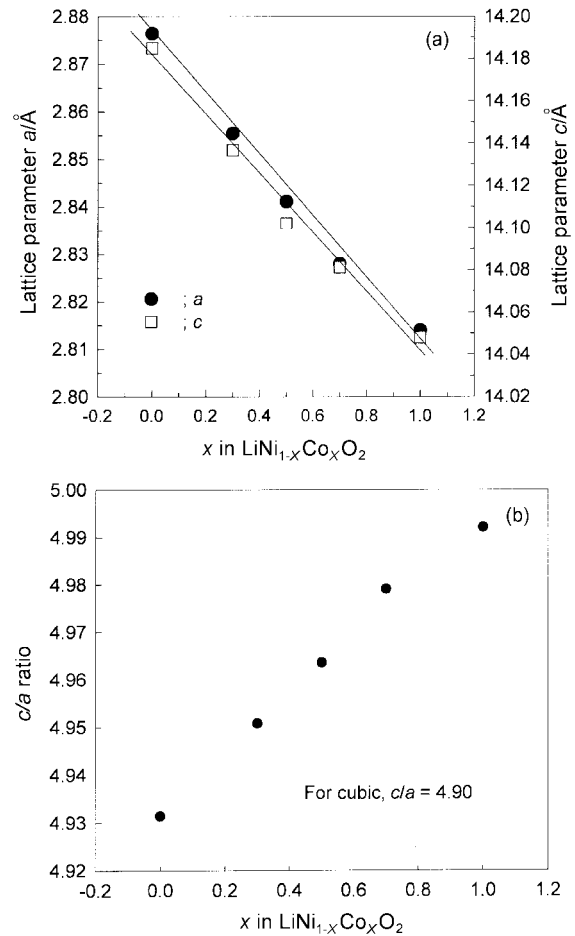 (a)
Lattice parameter a/Å
2.88
2.87
2.86
2.85
2.84
2.83
2.82
2.81
2.80
14.20
14.18
14.16
14.14
14.12
14.10
14.08
14.06
14.04
14.02
Lattice parameter c/Å
; a
; c
-0.2 0.0 0.2 0.4 0.6 0.8 1.0 1.2
x in LiNi1-XCoXO2
(b)
c/a ratio
5.00
4.99
4.98
4.97
4.96
4.95
4.94
4.93
4.92
For cubic, c/a = 4.90
-0.2 0.0 0.2 0.4 0.6 0.8 1.0
x in LiNi1-XCoXO2